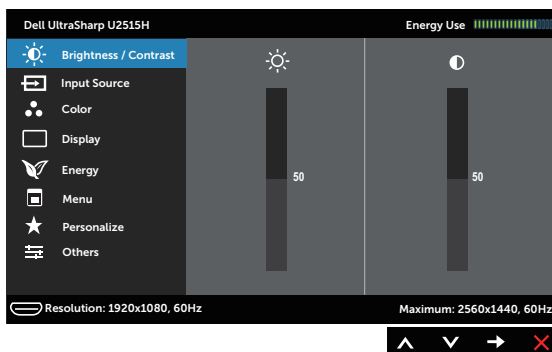 Dell UltraSharp U2515H
Energy Use
Brightness / Contrast
Input Source
Color
Display
Energy
Menu
Personalize
Others
50
50
Resolution: 1920x1080, 60Hz
Maximum: 2560x1440, 60Hz